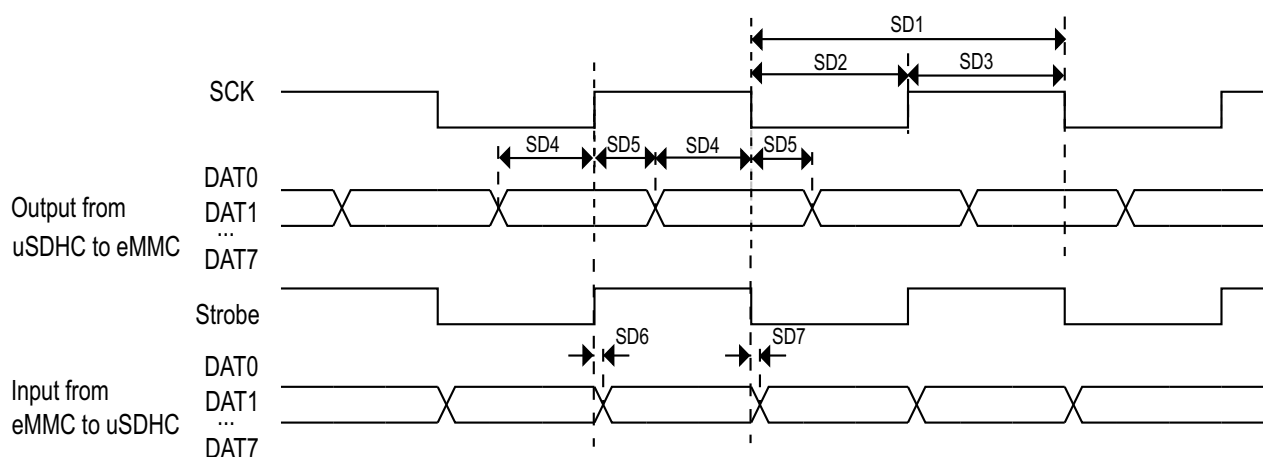 SD1
SD2 SD3
SCK
SD4 SD5 SD4 SD5
DAT0
Output from DAT1
uSDHC to eMMC ...
DAT7
Strobe
SD6 SD7
DAT0
Input from DAT1
eMMC to uSDHC ...
DAT7